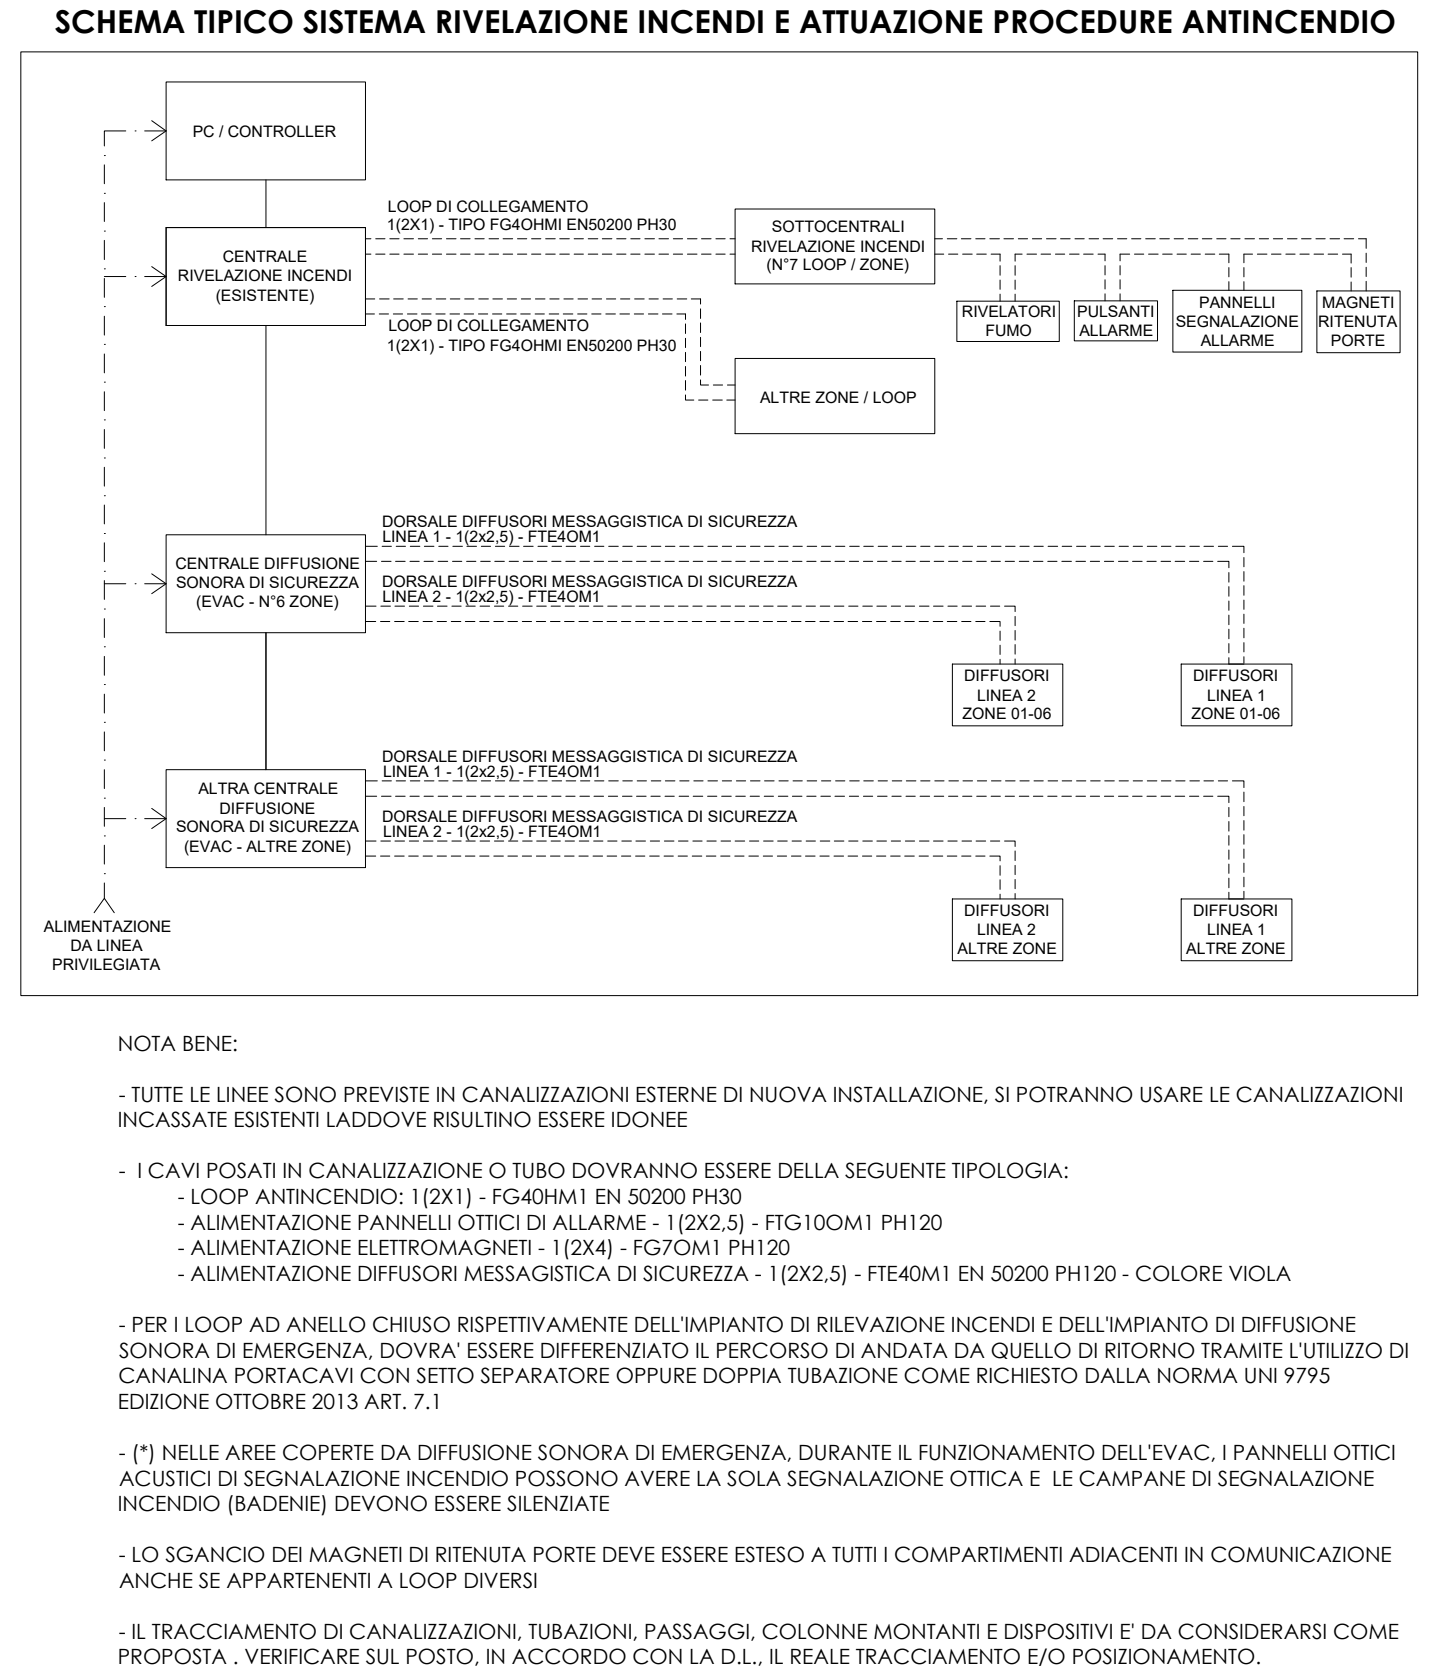 SCHEMA TIPICO SISTEMA RIVELAZIONE INCENDI E ATTUAZIONE PROCEDURE ANTINCENDIO
PC / CONTROLLER
LOOP DI COLLEGAMENTO
1(2X1) - TIPO FG4OHMI EN50200 PH30
CENTRALE
RIVELAZIONE INCENDI
(ESISTENTE)
SOTTOCENTRALI
RIVELAZIONE INCENDI
(N°7 LOOP / ZONE)
RIVELATORI
FUMO
PULSANTI
ALLARME
PANNELLI
SEGNALAZIONE
ALLARME
MAGNETI
RITENUTA
PORTE
LOOP DI COLLEGAMENTO
1(2X1) - TIPO FG4OHMI EN50200 PH30
ALTRE ZONE / LOOP
DORSALE DIFFUSORI MESSAGGISTICA DI SICUREZZA
LINEA 1 - 1(2x2,5) - FTE4OM1
CENTRALE DIFFUSIONE
SONORA DI SICUREZZA
(EVAC - N°6 ZONE)
DORSALE DIFFUSORI MESSAGGISTICA DI SICUREZZA
LINEA 2 - 1(2x2,5) - FTE4OM1
DIFFUSORI
LINEA 2
ZONE 01-06
DIFFUSORI
LINEA 1
ZONE 01-06
DORSALE DIFFUSORI MESSAGGISTICA DI SICUREZZA
LINEA 1 - 1(2x2,5) - FTE4OM1
ALTRA CENTRALE
DIFFUSIONE
SONORA DI SICUREZZA
(EVAC - ALTRE ZONE)
DORSALE DIFFUSORI MESSAGGISTICA DI SICUREZZA
LINEA 2 - 1(2x2,5) - FTE4OM1
DIFFUSORI
LINEA 2
ALTRE ZONE
DIFFUSORI
LINEA 1
ALTRE ZONE
ALIMENTAZIONE
DA LINEA
PRIVILEGIATA
NOTA BENE:
- TUTTE LE LINEE SONO PREVISTE IN CANALIZZAZIONI ESTERNE DI NUOVA INSTALLAZIONE, SI POTRANNO USARE LE CANALIZZAZIONI
INCASSATE ESISTENTI LADDOVE RISULTINO ESSERE IDONEE
- I CAVI POSATI IN CANALIZZAZIONE O TUBO DOVRANNO ESSERE DELLA SEGUENTE TIPOLOGIA:
- LOOP ANTINCENDIO: 1(2X1) - FG40HM1 EN 50200 PH30
- ALIMENTAZIONE PANNELLI OTTICI DI ALLARME - 1(2X2,5) - FTG10OM1 PH120
- ALIMENTAZIONE ELETTROMAGNETI - 1(2X4) - FG7OM1 PH120
- ALIMENTAZIONE DIFFUSORI MESSAGISTICA DI SICUREZZA - 1(2X2,5) - FTE40M1 EN 50200 PH120 - COLORE VIOLA
- PER I LOOP AD ANELLO CHIUSO RISPETTIVAMENTE DELL'IMPIANTO DI RILEVAZIONE INCENDI E DELL'IMPIANTO DI DIFFUSIONE
SONORA DI EMERGENZA, DOVRA' ESSERE DIFFERENZIATO IL PERCORSO DI ANDATA DA QUELLO DI RITORNO TRAMITE L'UTILIZZO DI
CANALINA PORTACAVI CON SETTO SEPARATORE OPPURE DOPPIA TUBAZIONE COME RICHIESTO DALLA NORMA UNI 9795
EDIZIONE OTTOBRE 2013 ART. 7.1
- (*) NELLE AREE COPERTE DA DIFFUSIONE SONORA DI EMERGENZA, DURANTE IL FUNZIONAMENTO DELL'EVAC, I PANNELLI OTTICI
ACUSTICI DI SEGNALAZIONE INCENDIO POSSONO AVERE LA SOLA SEGNALAZIONE OTTICA E LE CAMPANE DI SEGNALAZIONE
INCENDIO (BADENIE) DEVONO ESSERE SILENZIATE
- LO SGANCIO DEI MAGNETI DI RITENUTA PORTE DEVE ESSERE ESTESO A TUTTI I COMPARTIMENTI ADIACENTI IN COMUNICAZIONE
ANCHE SE APPARTENENTI A LOOP DIVERSI
- IL TRACCIAMENTO DI CANALIZZAZIONI, TUBAZIONI, PASSAGGI, COLONNE MONTANTI E DISPOSITIVI E' DA CONSIDERARSI COME
PROPOSTA . VERIFICARE SUL POSTO, IN ACCORDO CON LA D.L., IL REALE TRACCIAMENTO E/O POSIZIONAMENTO.